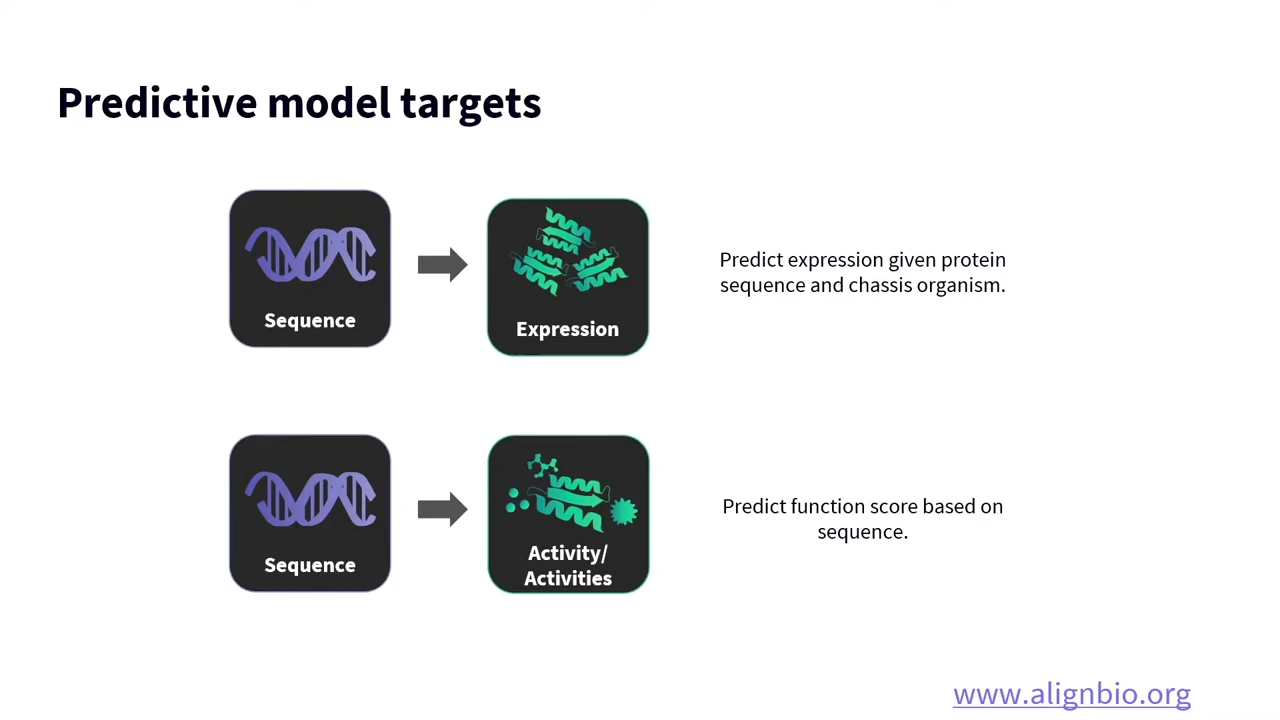 Predictive model targets
Sequence
Expression
Predict expression given protein
sequence and chassis organism.
Sequence
Activity/
Activities
Predict function score based on
sequence.
www.alignbio.org